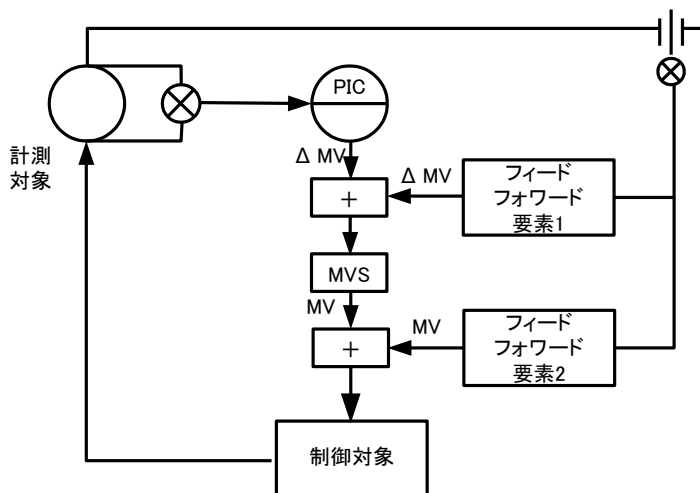 PIC
計測
対象
Δ MV
Δ MV
フィード
フォワード
要素1
+
MVS
MV
MV
フィード
フォワード
要素2
+
制御対象